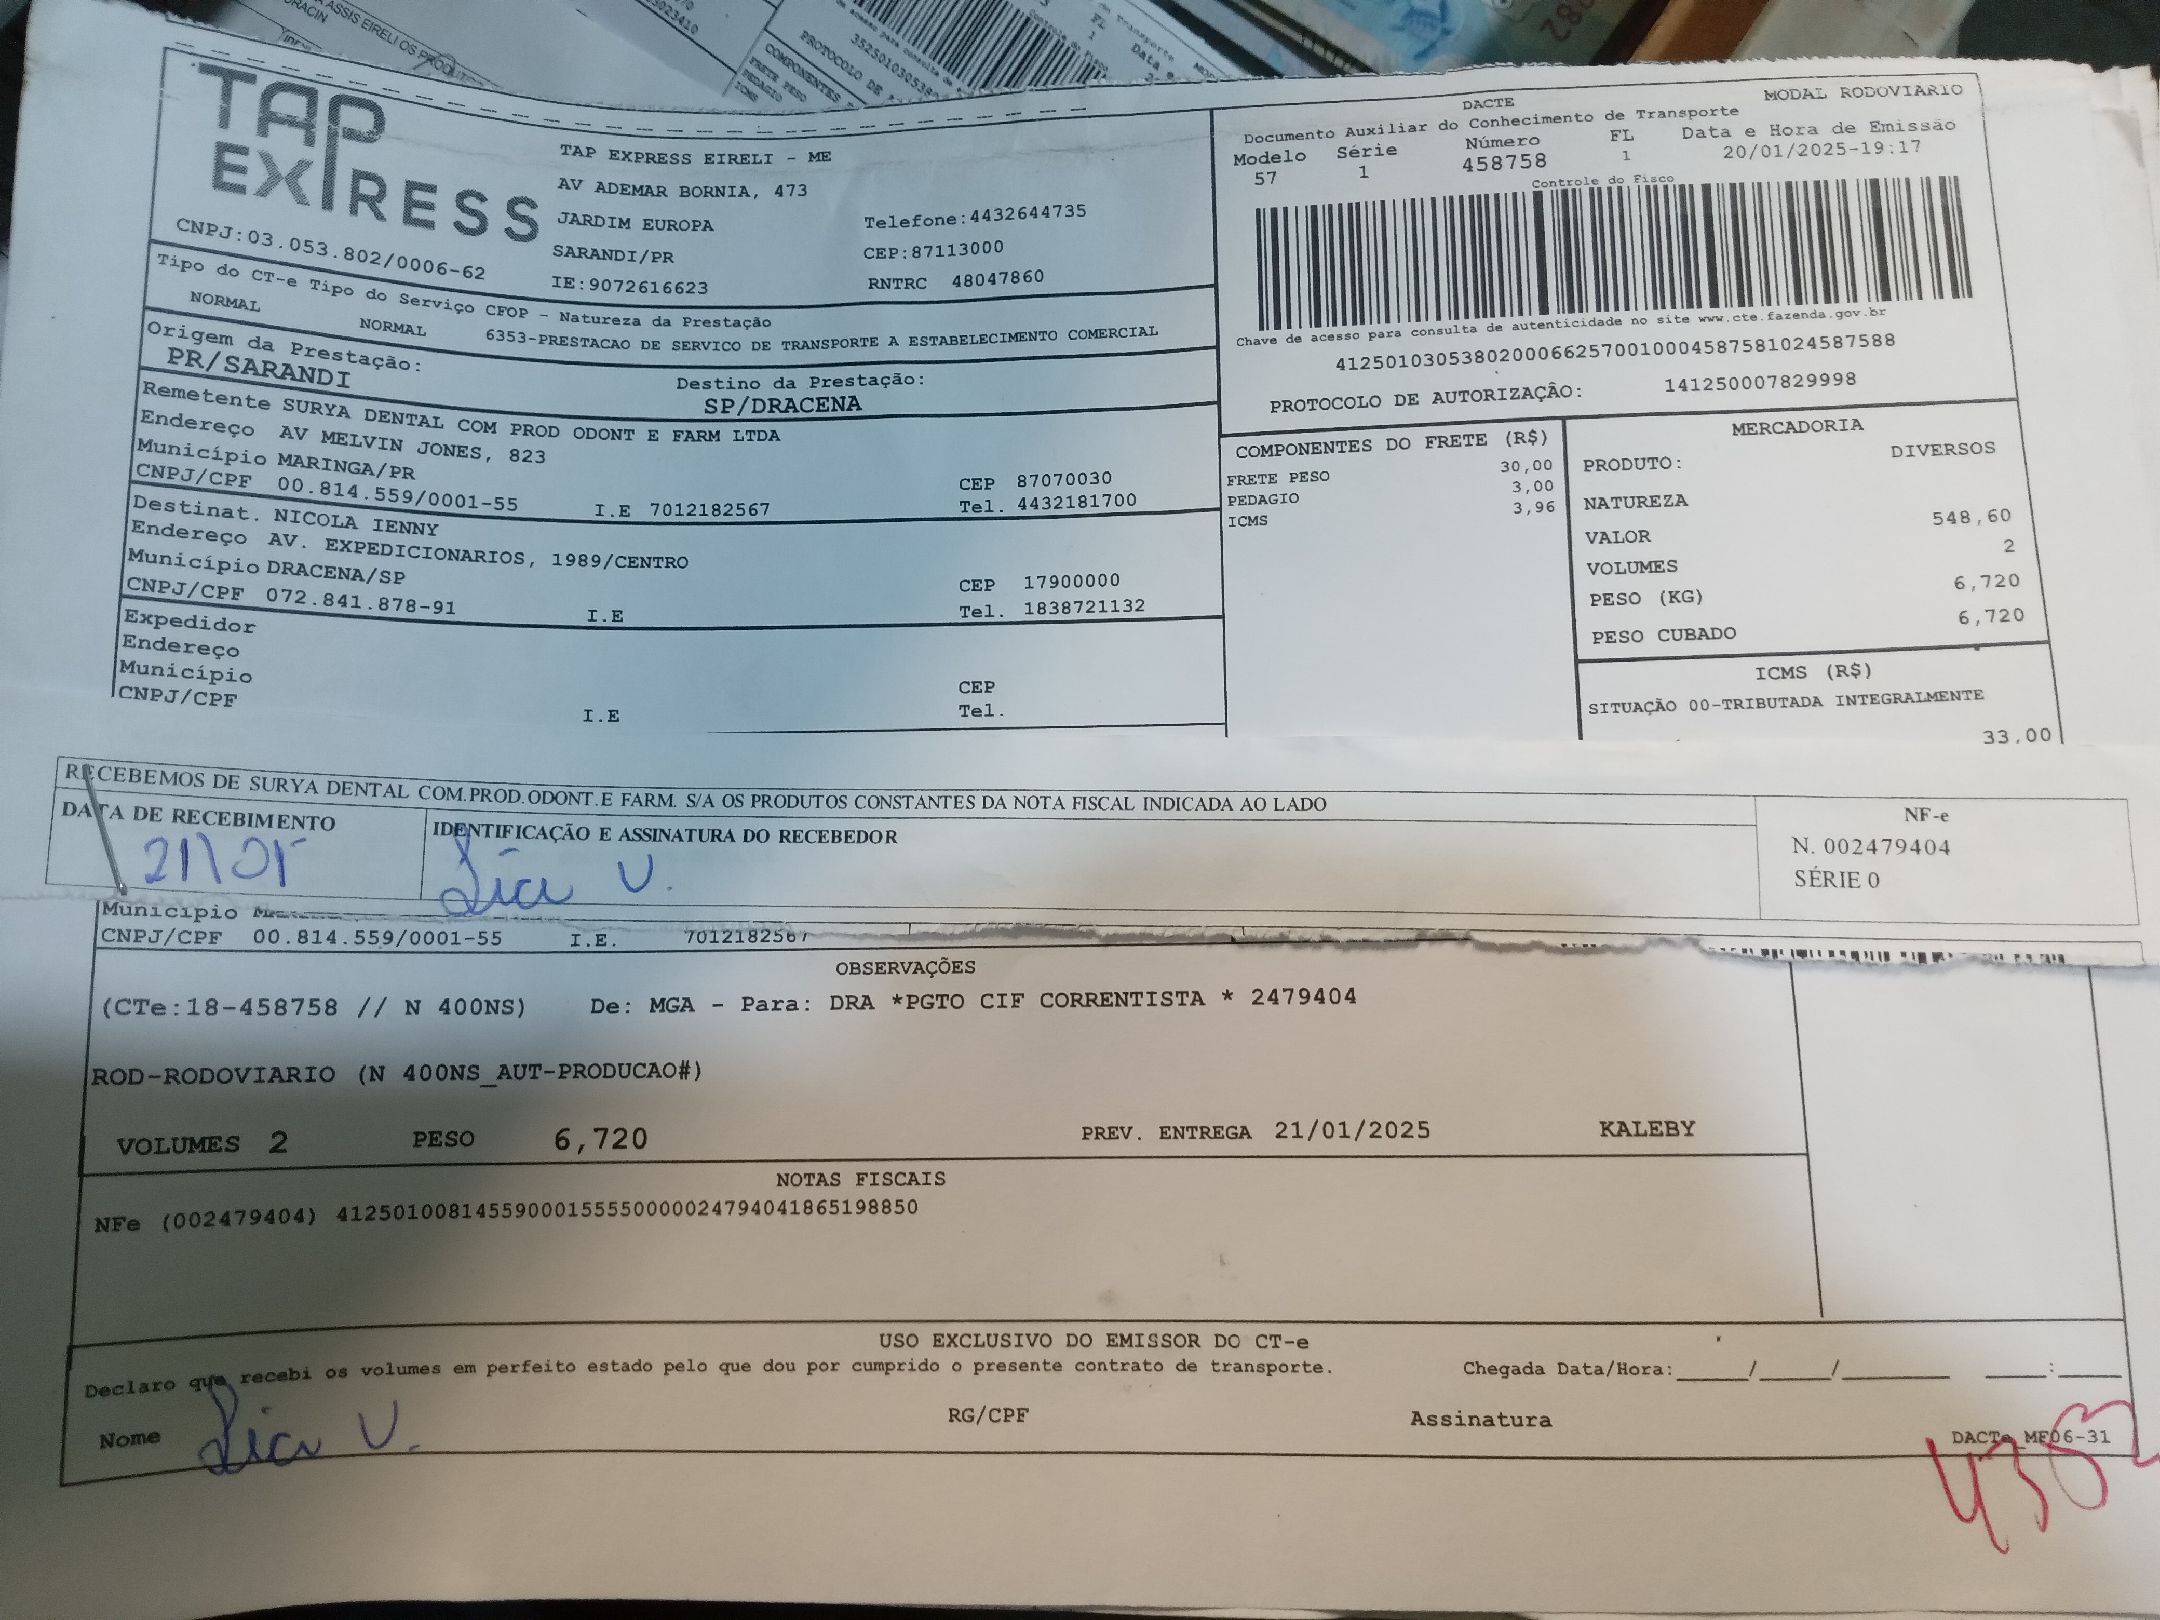 TAP
EXPRESS
CNPJ:03.053.802/0006-62
TAP EXPRESS EIRELI - ME
AV ADEMAR BORNIA, 473
JARDIM EUROPA
SARANDI/PR
IE:9072616623
Telefone:4432644735
CEP:87113000
RNTRC 48047860
DACTE
MODAL RODOVIARIO
Documento Auxiliar do Conhecimento de Transporte
Modelo Série Número FL Data e Hora de Emissão
57 1 458758 1 20/01/2025-19:17
Controle do Fisco
Chave de acesso para consulta de autenticidade no site www.cte.fazenda.gov.br
41250103053802000662570010004587581024587588
PROTOCOLO DE AUTORIZAÇÃO: 141250007829998
Tipo do CT-e Tipo do Serviço CFOP - Natureza da Prestação
NORMAL NORMAL 6353-PRESTACAO DE SERVICO DE TRANSPORTE A ESTABELECIMENTO COMERCIAL
Origem da Prestação: Destino da Prestação:
PR/SARANDI SP/DRACENA
Remetente SURYA DENTAL COM PROD ODONT E FARM LTDA
Endereço AV MELVIN JONES, 823
Município MARINGA/PR CEP 87070030
CNPJ/CPF 00.814.559/0001-55 I.E 7012182567 Tel. 4432181700
Destinat. NICOLA IENNY
Endereço AV. EXPEDICIONARIOS, 1989/CENTRO
Município DRACENA/SP CEP 17900000
CNPJ/CPF 072.841.878-91 I.E Tel. 1838721132
Expedidor
Endereço
Município CEP
CNPJ/CPF I.E Tel.
COMPONENTES DO FRETE (R$)
FRETE PESO 30,00
PEDAGIO 3,00
ICMS 3,96
MERCADORIA
PRODUTO: DIVERSOS
NATUREZA
VALOR 548,60
VOLUMES 2
PESO (KG) 6,720
PESO CUBADO 6,720
ICMS (R$)
SITUAÇÃO 00-TRIBUTADA INTEGRALMENTE
33,00
RECEBEMOS DE SURYA DENTAL COM.PROD.ODONT.E FARM. S/A OS PRODUTOS CONSTANTES DA NOTA FISCAL INDICADA AO LADO
DATA DE RECEBIMENTO IDENTIFICAÇÃO E ASSINATURA DO RECEBEDOR
NF-e
N. 002479404
SÉRIE 0
Município
CNPJ/CPF 00.814.559/0001-55 I.E. 7012182567
OBSERVAÇÕES
(CTe:18-458758 // N 400NS) De: MGA - Para: DRA *PGTO CIF CORRENTISTA * 2479404
ROD-RODOVIARIO (N 400NS_AUT-PRODUCAO#)
VOLUMES 2 PESO 6,720 PREV. ENTREGA 21/01/2025 KALEBY
NOTAS FISCAIS
NFe (002479404) 41250100814559000155550000024794041865198850
USO EXCLUSIVO DO EMISSOR DO CT-e
Declaro que recebi os volumes em perfeito estado pelo que dou por cumprido o presente contrato de transporte. Chegada Data/Hora:_____/_____/________ ____:____
Nome RG/CPF Assinatura
DACTe_MF06-31